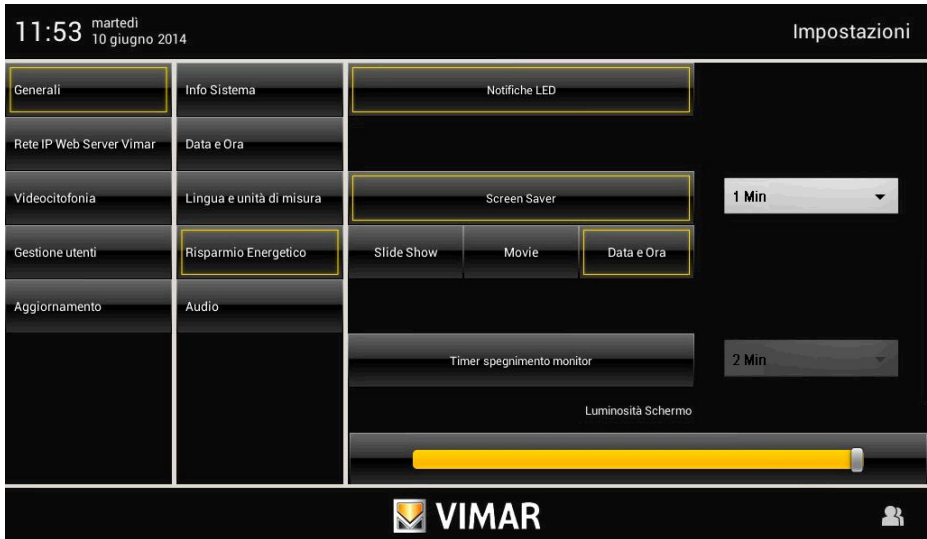 11:53 martedì
10 giugno 2014
Impostazioni
Generali
Rete IP Web Server Vimar
Videocitofonia
Gestione utenti
Aggiornamento
Info Sistema
Data e Ora
Lingua e unità di misura
Risparmio Energetico
Audio
Notifiche LED
Screen Saver
1 Min
Slide Show
Movie
Data e Ora
Timer spegnimento monitor
2 Min
Luminosità Schermo
VIMAR